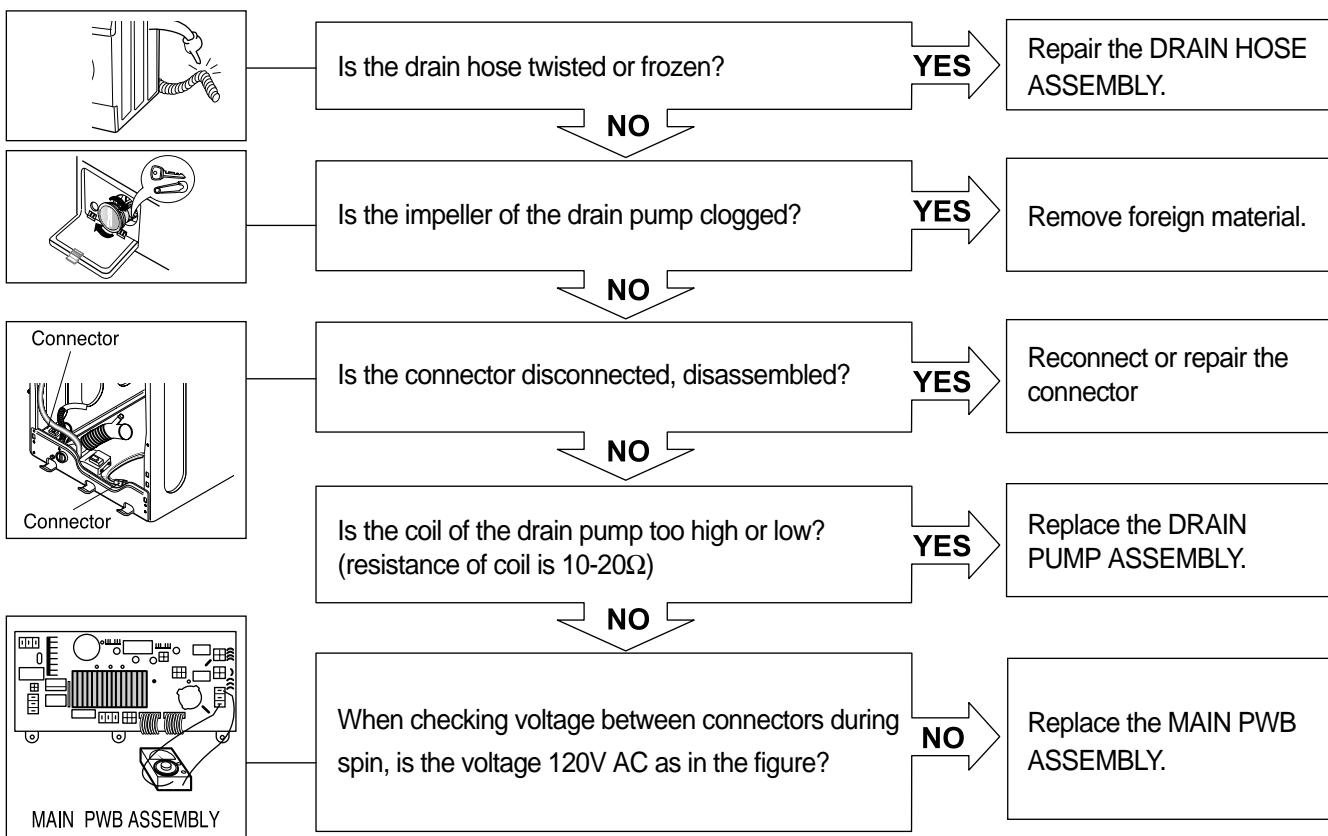 Is the drain hose twisted or frozen?
YES
Repair the DRAIN HOSE
ASSEMBLY.
NO
Is the impeller of the drain pump clogged?
YES
Remove foreign material.
NO
Connector
Connector
Is the connector disconnected, disassembled?
YES
Reconnect or repair the
connector
NO
Is the coil of the drain pump too high or low?
(resistance of coil is 10-20Ω)
YES
Replace the DRAIN
PUMP ASSEMBLY.
NO
MAIN PWB ASSEMBLY
When checking voltage between connectors during
spin, is the voltage 120V AC as in the figure?
NO
Replace the MAIN PWB
ASSEMBLY.